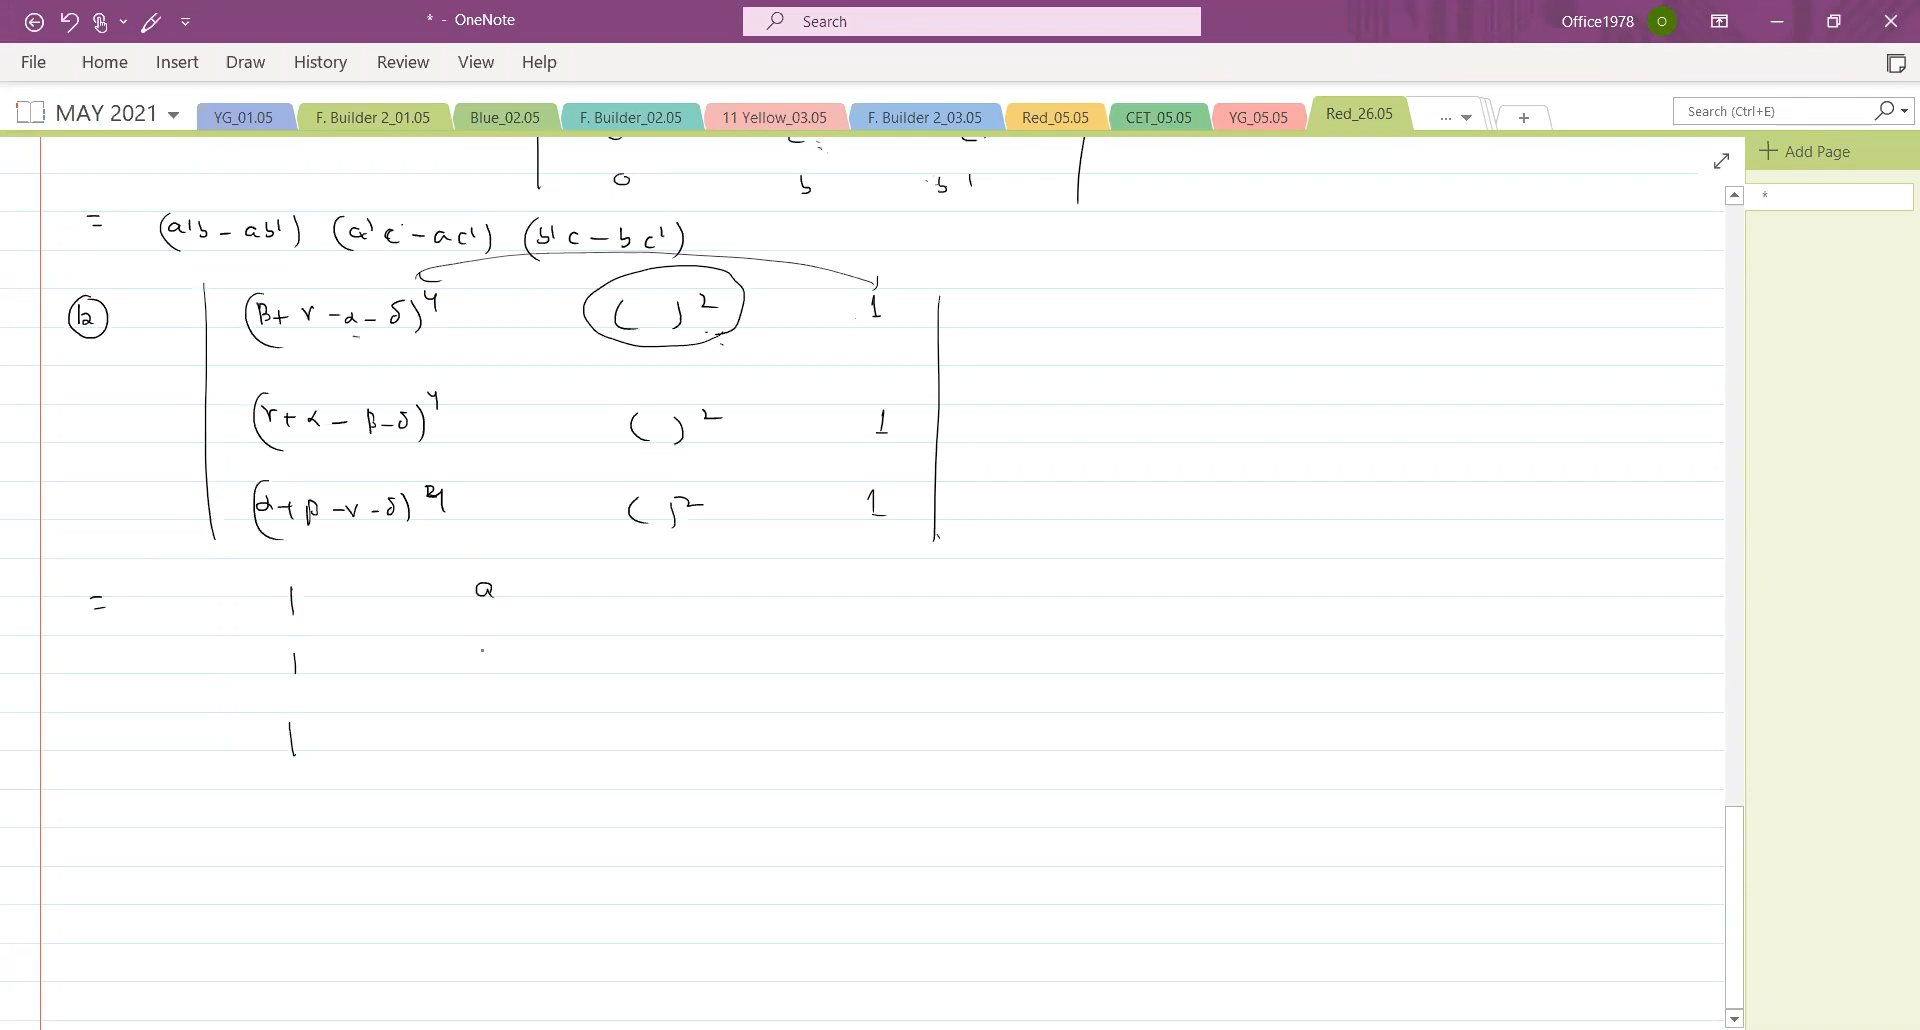 * - OneNote
Search
Office1978
O
File Home Insert Draw History Review View Help
MAY 2021
YG_01.05
F. Builder 2_01.05
Blue_02.05
F. Builder_02.05
11 Yellow_03.05
F. Builder 2_03.05
Red_05.05
CET_05.05
YG_05.05
Red_26.05
...
+
Search (Ctrl+E)
Add Page
*
0 b b'
= (a'b - ab') (a'c - ac') (b'c - bc')
12 (β + γ - α - δ)^4 ( )^2 1
(γ + α - β - δ)^4 ( )^2 1
(α + β - γ - δ)^4 ( )^2 1
= 1 a
1
1